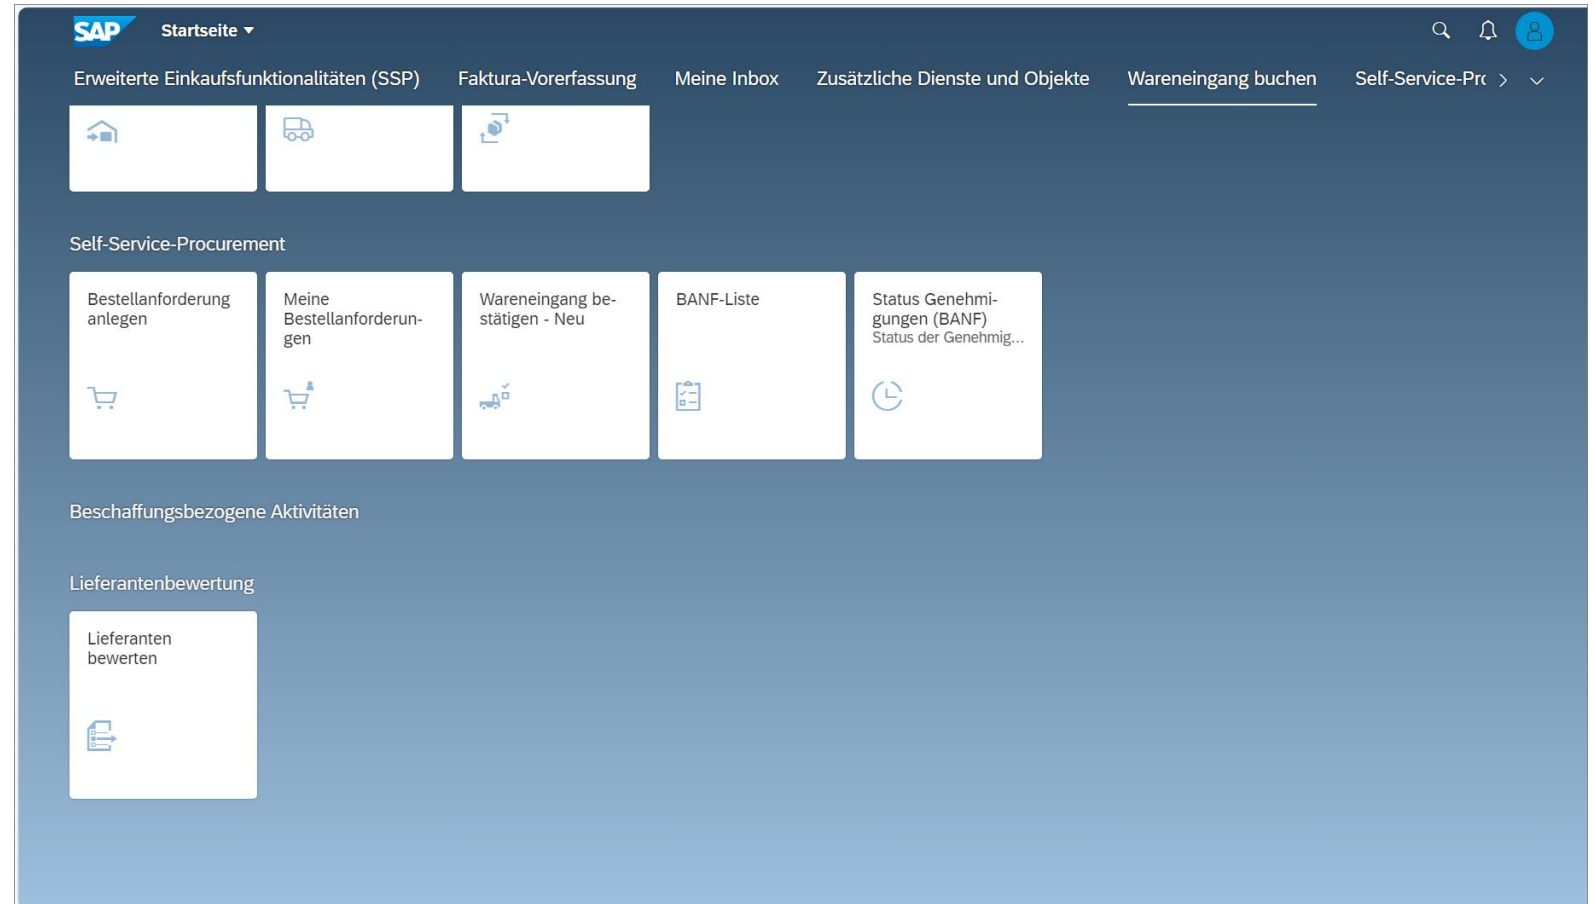 SAP
Startseite
Erweiterte Einkaufsfunktionalitäten (SSP) Faktura-Vorerfassung Meine Inbox Zusätzliche Dienste und Objekte Wareneingang buchen Self-Service-Prc
Self-Service-Procurement
Bestellanforderung
anlegen
Meine
Bestellanforderun-
gen
Wareneingang be-
stätigen - Neu
BANF-Liste
Status Genehmi-
gungen (BANF)
Status der Genehmig...
Beschaffungsbezogene Aktivitäten
Lieferantenbewertung
Lieferanten
bewerten